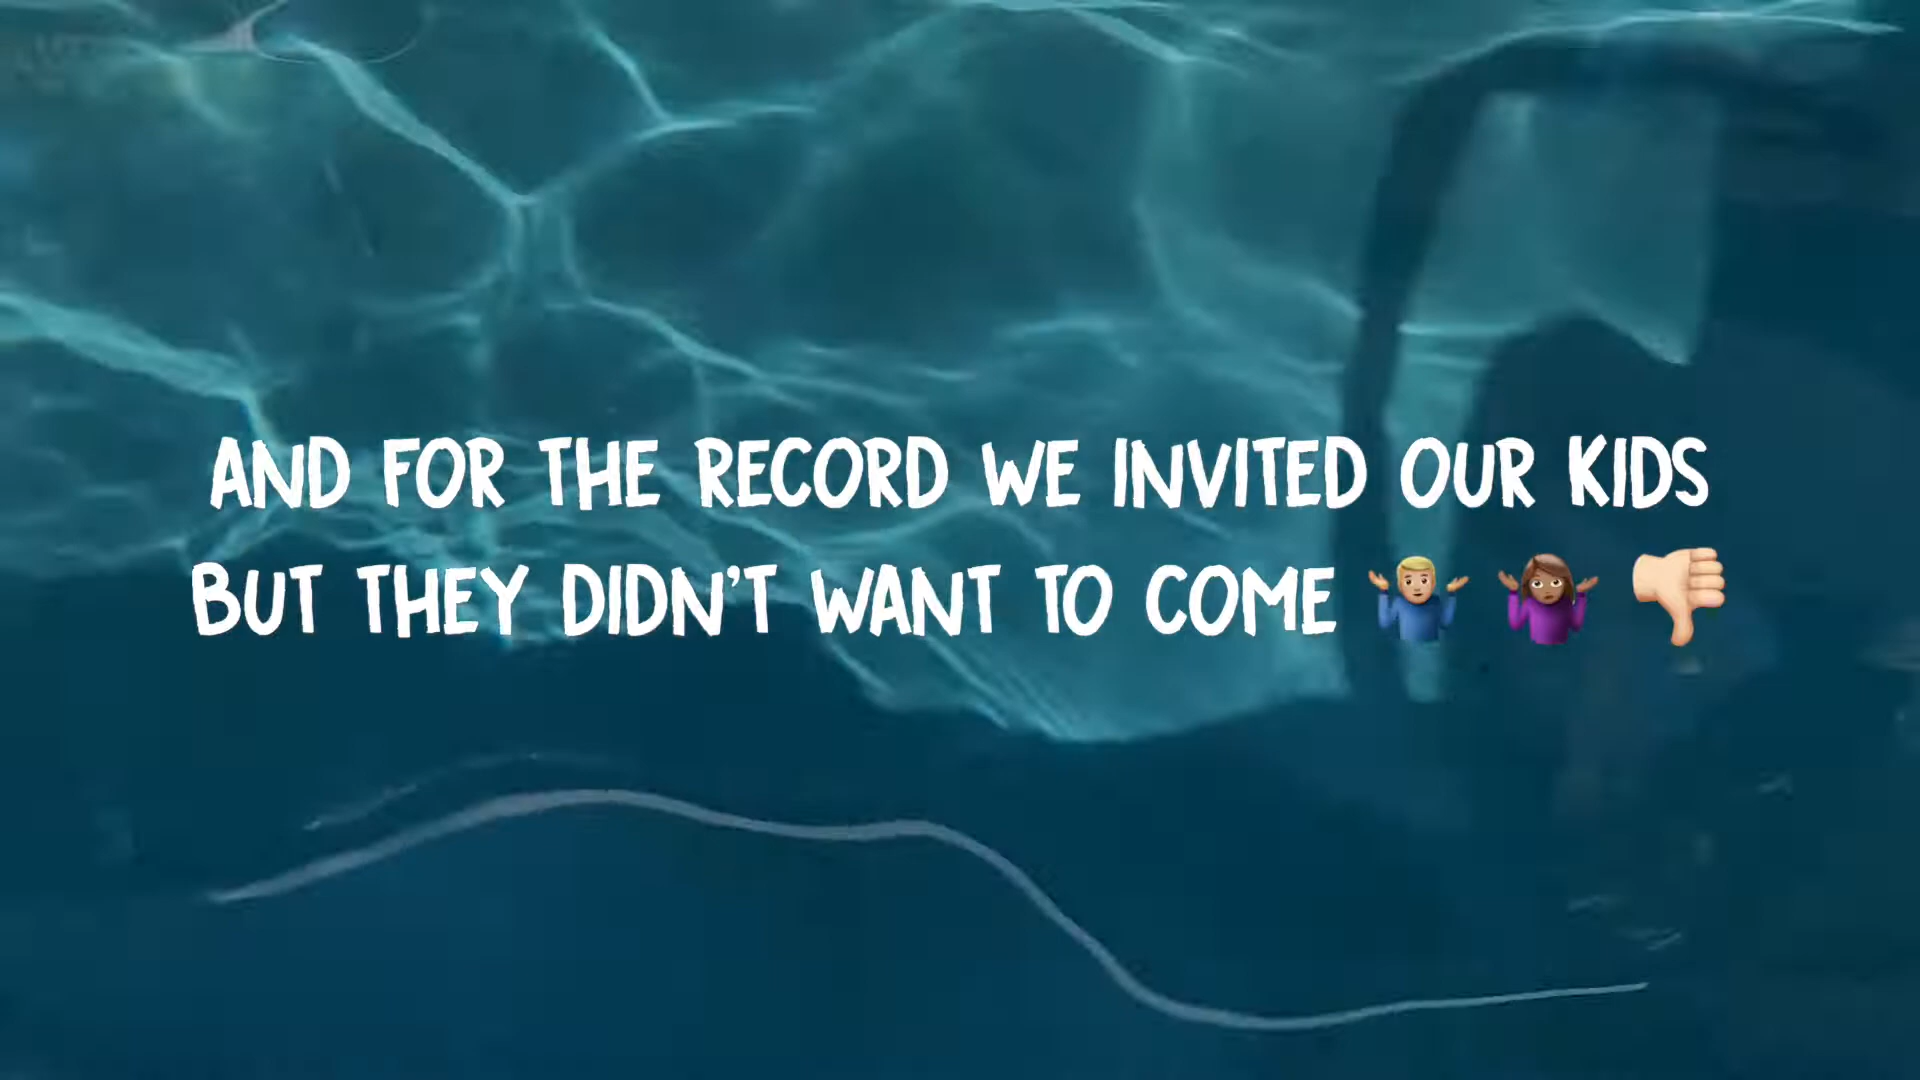 AND FOR THE RECORD WE INVITED OUR KIDS
BUT THEY DIDN'T WANT TO COME 🤷🏼‍♂️ 🤷🏽‍♀️ 👎🏻